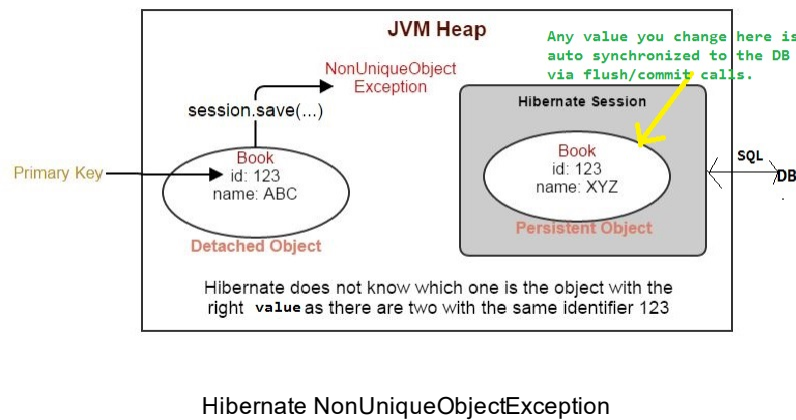 JVM Heap
Any value you change here is
auto synchronized to the DB
via flush/commit calls.
NonUniqueObject
Exception
session.save(...)
Hibernate Session
Primary Key
Book
id: 123
name: ABC
Detached Object
Book
id: 123
name: XYZ
Persistent Object
SQL
DB
Hibernate does not know which one is the object with the
right value as there are two with the same identifier 123
Hibernate NonUniqueObjectException